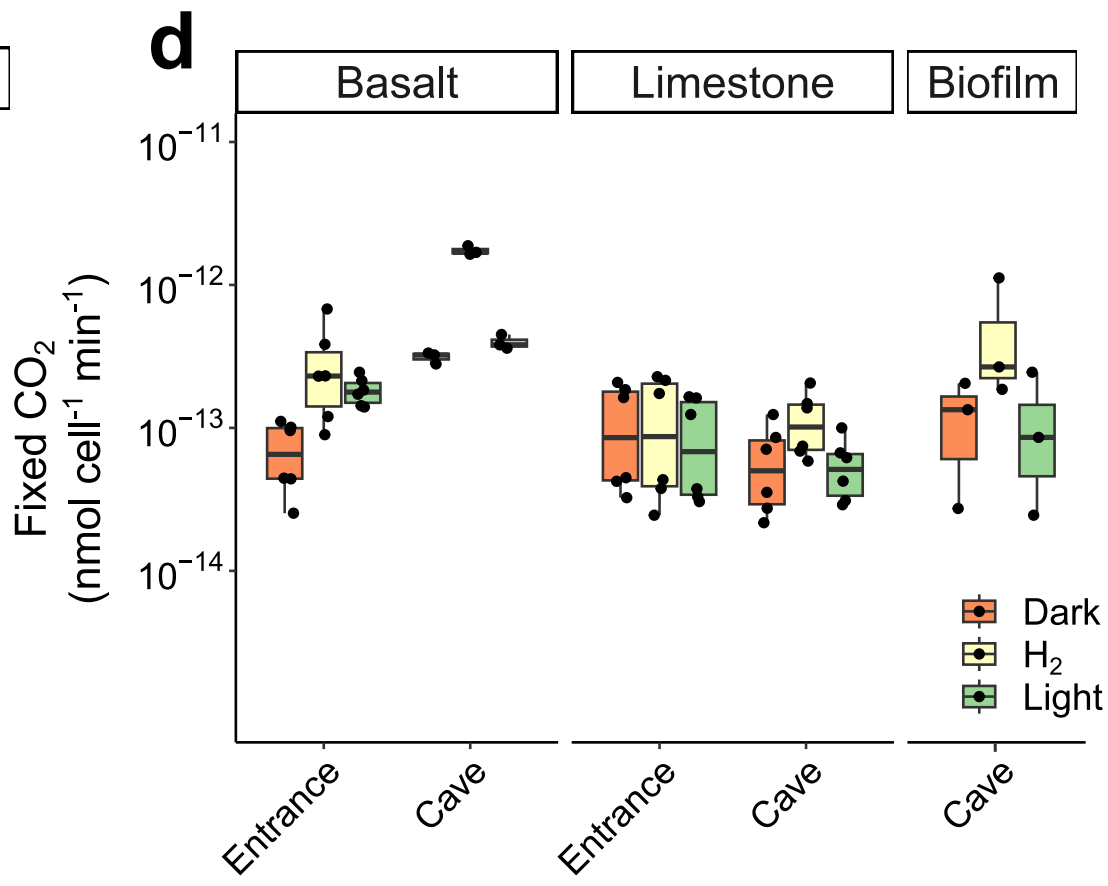 d
Basalt
Limestone
Biofilm
10⁻¹¹
10⁻¹²
10⁻¹³
10⁻¹⁴
Fixed CO₂
(nmol cell⁻¹ min⁻¹)
Dark
H₂
Light
Entrance
Cave
Entrance
Cave
Cave